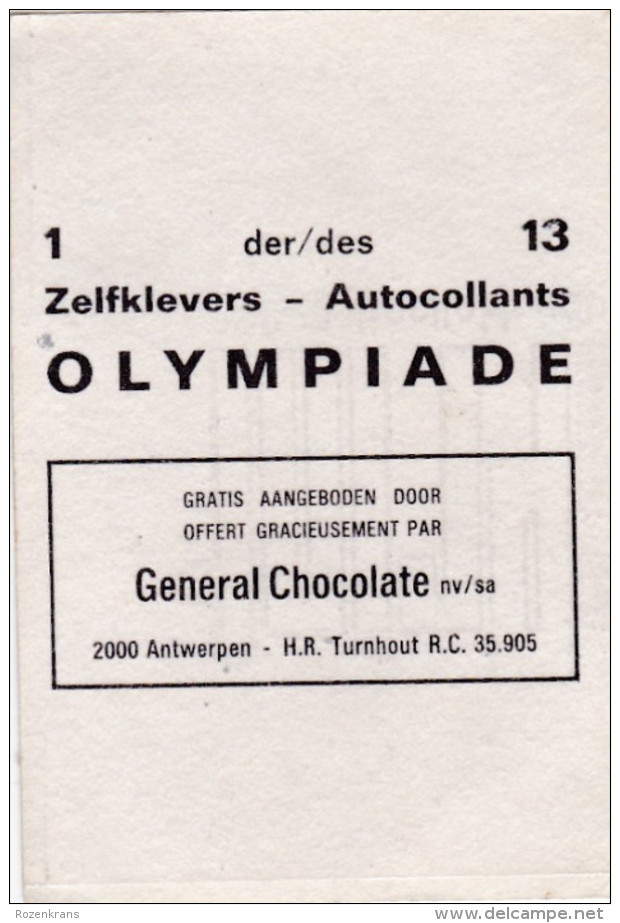 1 der/des 13
Zelfklevers - Autocollants
OLYMPIADE
GRATIS AANGEBODEN DOOR
OFFERT GRACIEUSEMENT PAR
General Chocolate nv/sa
2000 Antwerpen - H.R. Turnhout R.C. 35.905
Rozenkrans
www.delcampe.net